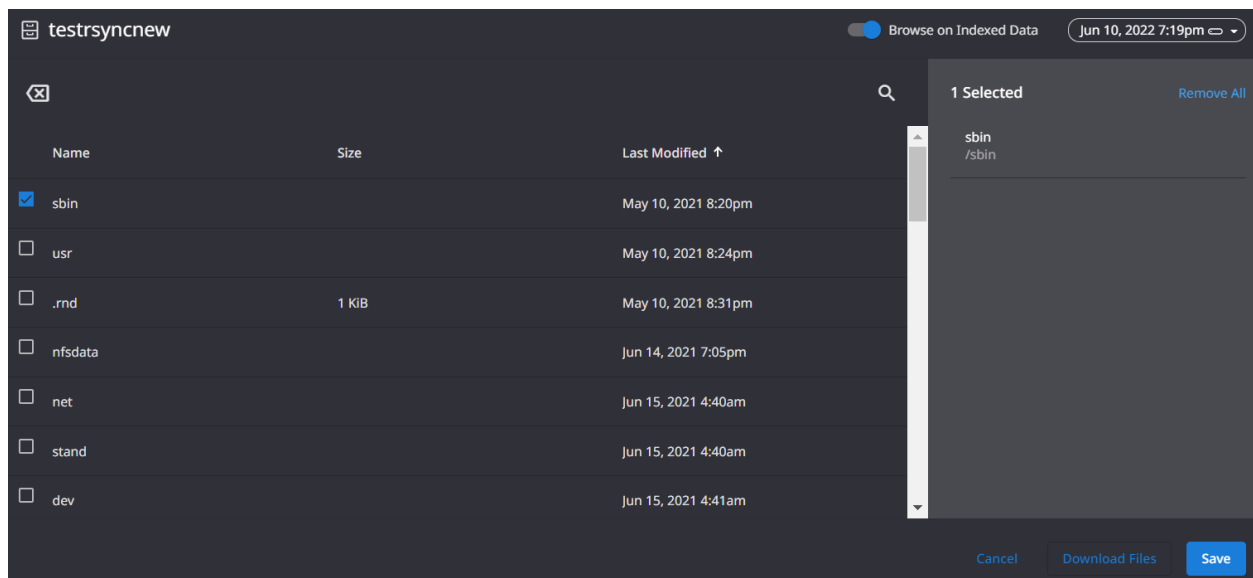 testrsyncnew
Browse on Indexed Data
Jun 10, 2022 7:19pm
1 Selected
Remove All
sbin
/sbin
Name Size Last Modified
sbin May 10, 2021 8:20pm
usr May 10, 2021 8:24pm
.rnd 1 KiB May 10, 2021 8:31pm
nfsdata Jun 14, 2021 7:05pm
net Jun 15, 2021 4:40am
stand Jun 15, 2021 4:40am
dev Jun 15, 2021 4:41am
Cancel Download Files Save